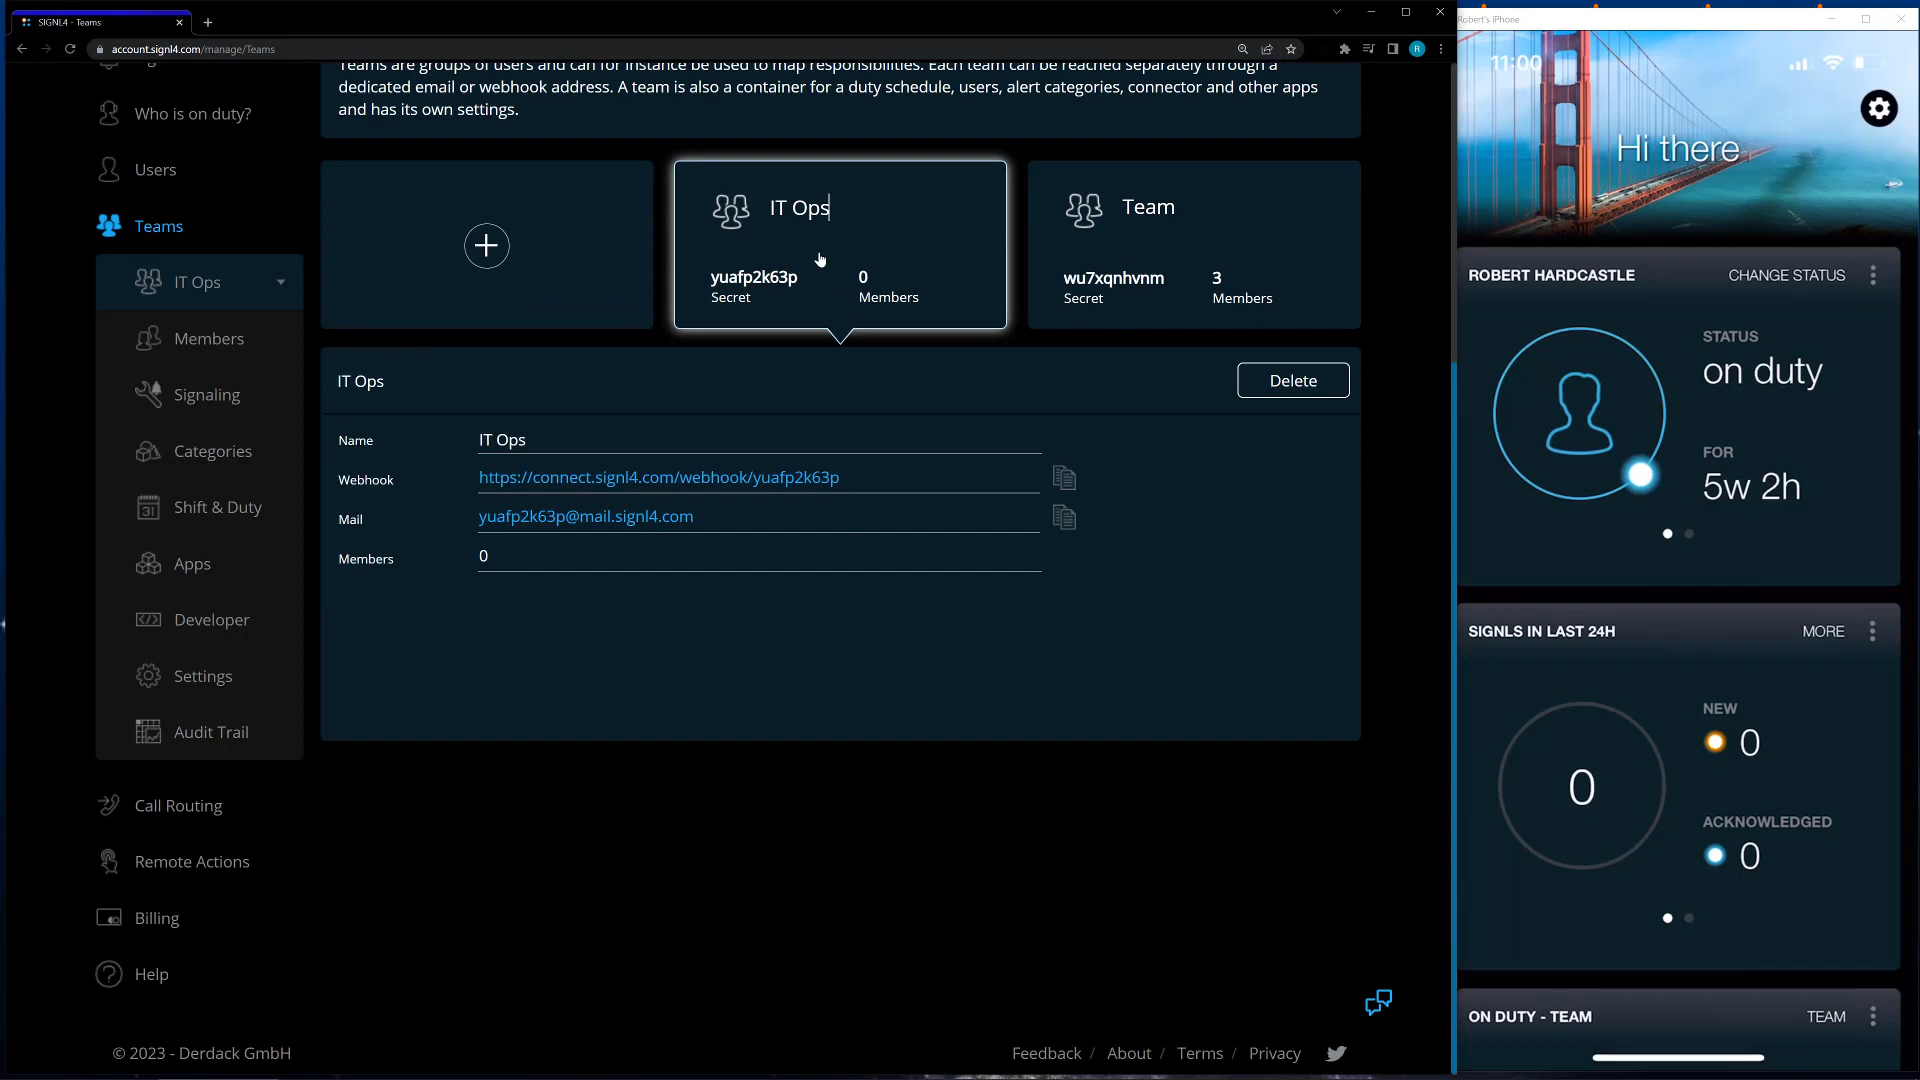 SIGNL4 - Teams
account.signl4.com/manage/Teams
R
Who is on duty?
Users
Teams
IT Ops
Members
Signaling
Categories
31
Shift & Duty
Apps
Developer
Settings
Audit Trail
Call Routing
Remote Actions
Billing
Help
© 2023 - Derdack GmbH
Teams are groups of users and can for instance be used to map responsibilities. Each team can be reached separately through a
dedicated email or webhook address. A team is also a container for a duty schedule, users, alert categories, connector and other apps
and has its own settings.
IT Ops
yuafp2k63p
Secret
0
Members
Team
wu7xqnhvnm
Secret
3
Members
IT Ops
Delete
Name
IT Ops
Webhook
https://connect.signl4.com/webhook/yuafp2k63p
Mail
yuafp2k63p@mail.signl4.com
Members
0
Feedback / About / Terms / Privacy
Robert's iPhone
11:00
Hi there
ROBERT HARDCASTLE
CHANGE STATUS
STATUS
on duty
FOR
5w 2h
SIGNLS IN LAST 24H
MORE
0
NEW
0
ACKNOWLEDGED
0
ON DUTY - TEAM
TEAM